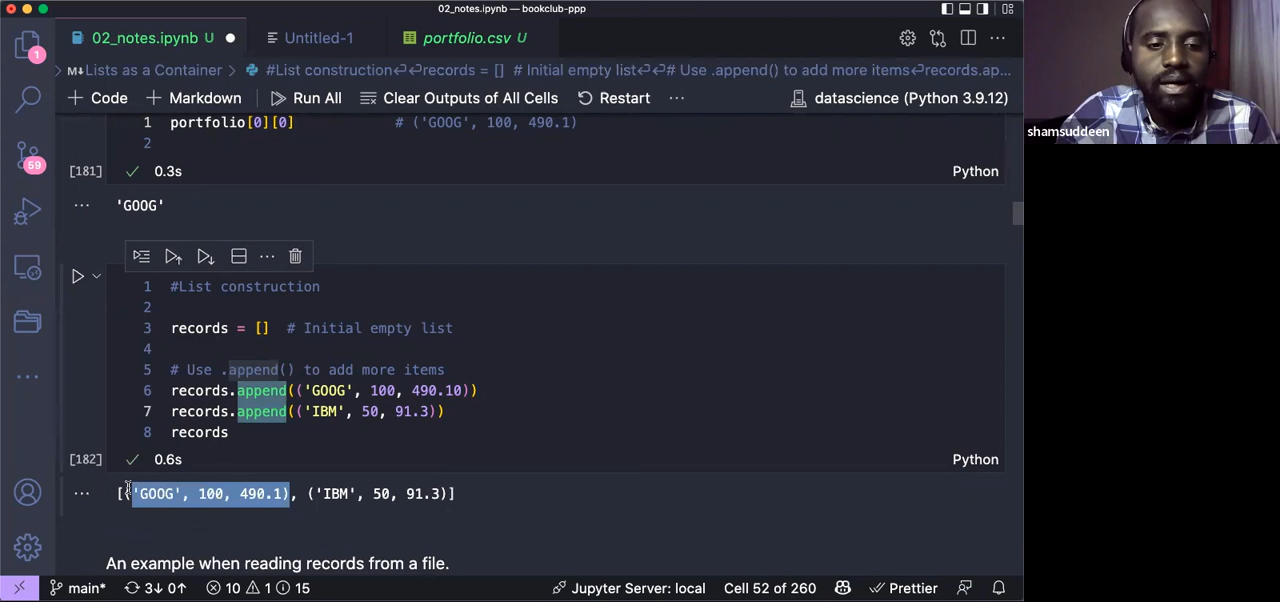 02_notes.ipynb — bookclub-ppp
02_notes.ipynb U
Untitled-1
portfolio.csv U
Lists as a Container > #List construction↵↵records = [] # Initial empty list↵↵# Use .append() to add more items↵records.ap...
Code
Markdown
Run All
Clear Outputs of All Cells
Restart
...
datascience (Python 3.9.12)
1
59
shamsuddeen
1 portfolio[0][0] # ('GOOG', 100, 490.1)
2
[181] ✓ 0.3s Python
... 'GOOG'
1 #List construction
2
3 records = [] # Initial empty list
4
5 # Use .append() to add more items
6 records.append(('GOOG', 100, 490.10))
7 records.append(('IBM', 50, 91.3))
8 records
[182] ✓ 0.6s Python
... [('GOOG', 100, 490.1), ('IBM', 50, 91.3)]
An example when reading records from a file.
main* 3↓ 0↑ 10 1 15 Jupyter Server: local Cell 52 of 260 Prettier